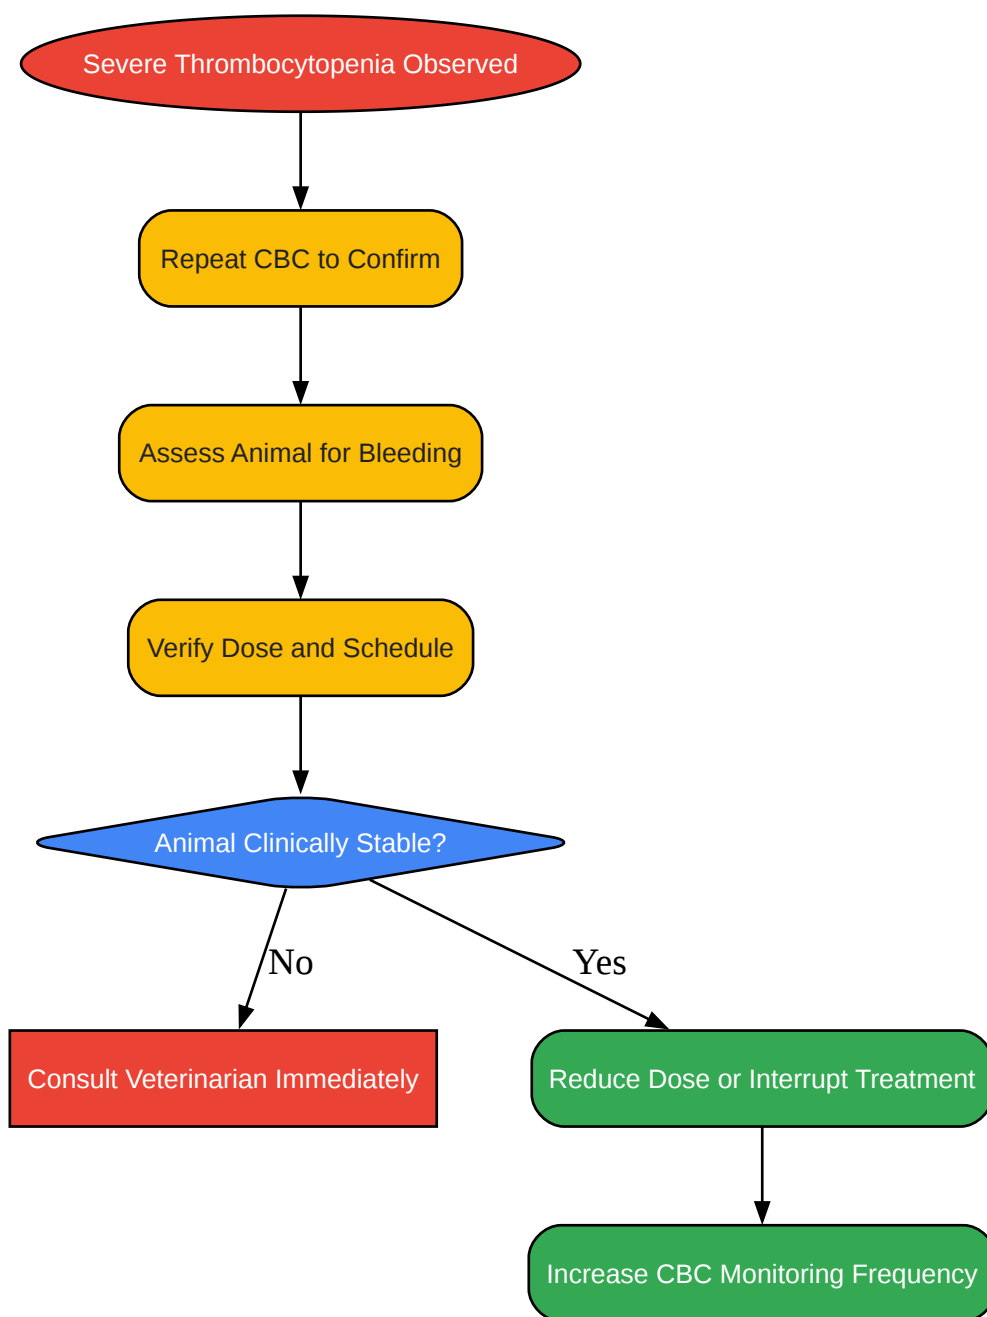 Severe Thrombocytopenia Observed
Repeat CBC to Confirm
Assess Animal for Bleeding
Verify Dose and Schedule
Animal Clinically Stable?
No
Yes
Consult Veterinarian Immediately
Reduce Dose or Interrupt Treatment
Increase CBC Monitoring Frequency